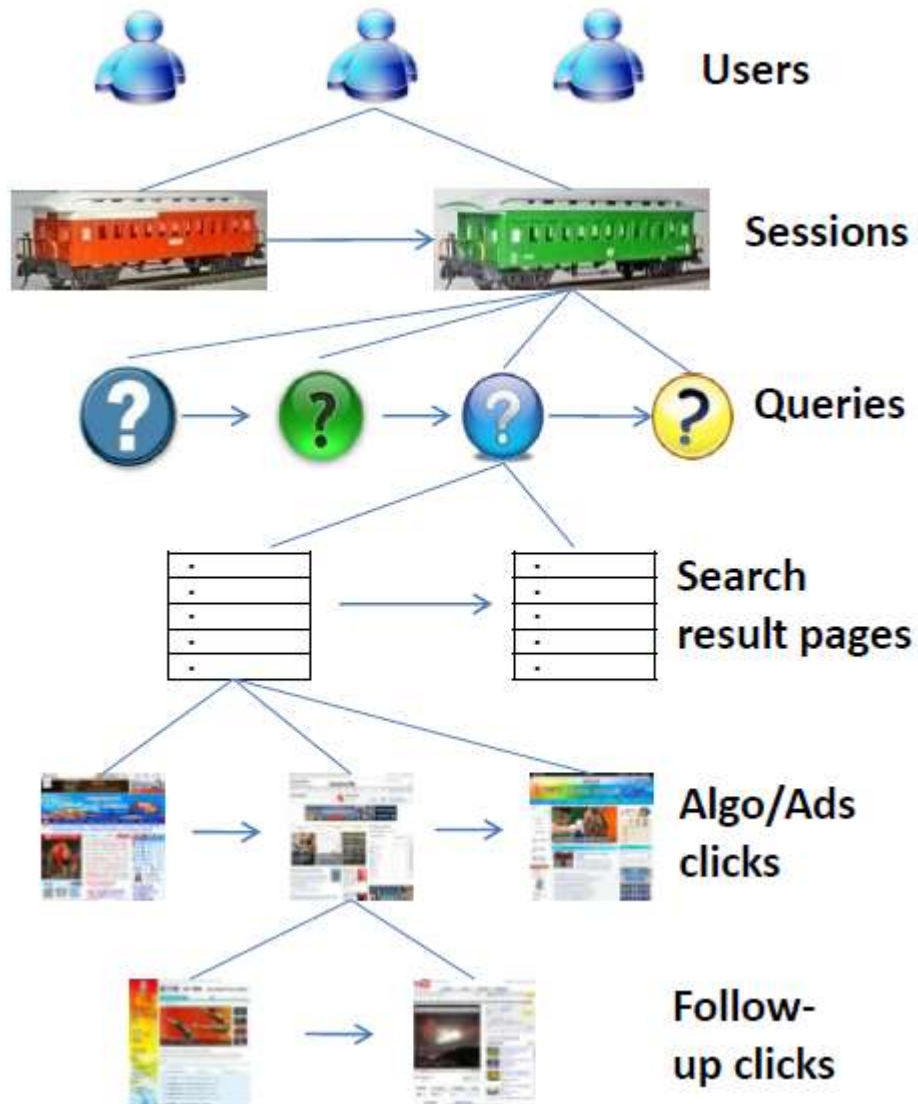 Users
Sessions
?
?
?
?
Queries
Search
result pages
Algo/Ads
clicks
Follow-
up clicks